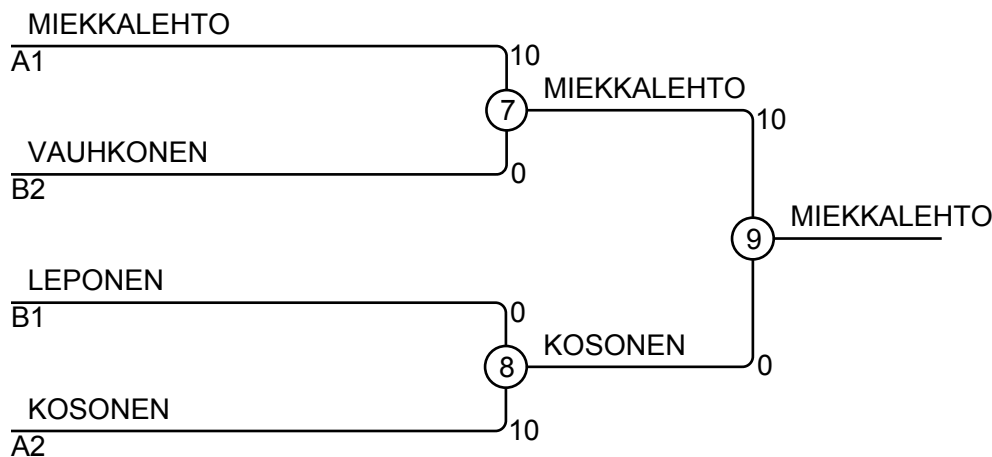 MIEKKALEHTO
A1
10
7
MIEKKALEHTO
10
VAUHKONEN
B2
0
9
MIEKKALEHTO
LEPONEN
B1
0
8
KOSONEN
0
KOSONEN
A2
10